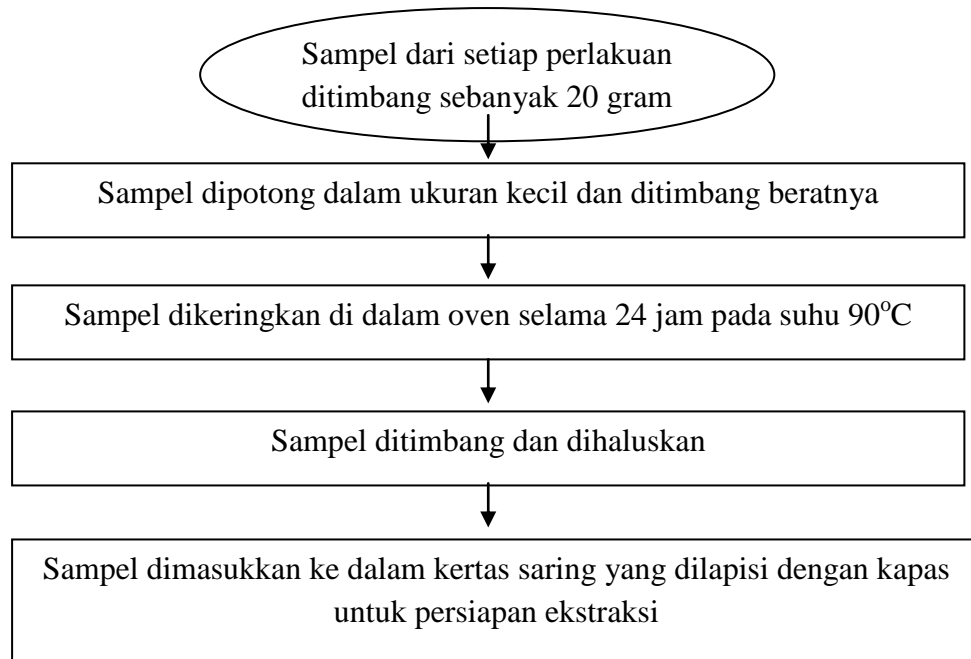 Sampel dari setiap perlakuan
ditimbang sebanyak 20 gram
Sampel dipotong dalam ukuran kecil dan ditimbang beratnya
Sampel dikeringkan di dalam oven selama 24 jam pada suhu 90°C
Sampel ditimbang dan dihaluskan
Sampel dimasukkan ke dalam kertas saring yang dilapisi dengan kapas
untuk persiapan ekstraksi